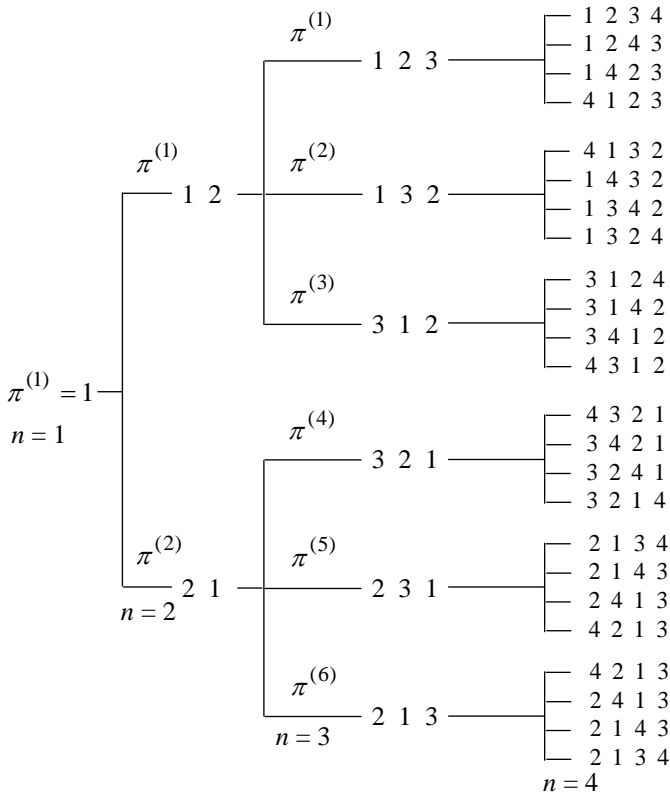 π(1) = 1
n = 1
π(1)
1 2
π(2)
2 1
n = 2
π(1)
1 2 3
π(2)
1 3 2
π(3)
3 1 2
π(4)
3 2 1
π(5)
2 3 1
π(6)
2 1 3
n = 3
1 2 3 4
1 2 4 3
1 4 2 3
4 1 2 3
4 1 3 2
1 4 3 2
1 3 4 2
1 3 2 4
3 1 2 4
3 1 4 2
3 4 1 2
4 3 1 2
4 3 2 1
3 4 2 1
3 2 4 1
3 2 1 4
2 1 3 4
2 1 4 3
2 4 1 3
4 2 1 3
4 2 1 3
2 4 1 3
2 1 4 3
2 1 3 4
n = 4